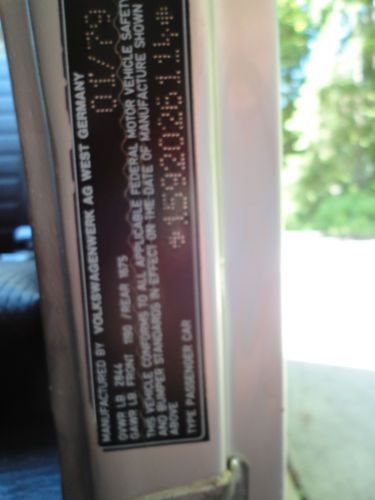 MANUFACTURED BY VOLKSWAGENWERK AG WEST GERMANY
01/79
GVWR LB 2844
GAWR LB. FRONT 1190 / REAR 1675
THIS VEHICLE CONFORMS TO ALL APPLICABLE FEDERAL MOTOR VEHICLE SAFETY
AND BUMPER STANDARDS IN EFFECT ON THE DATE OF MANUFACTURE SHOWN
ABOVE
*1592026114*
TYPE PASSENGER CAR